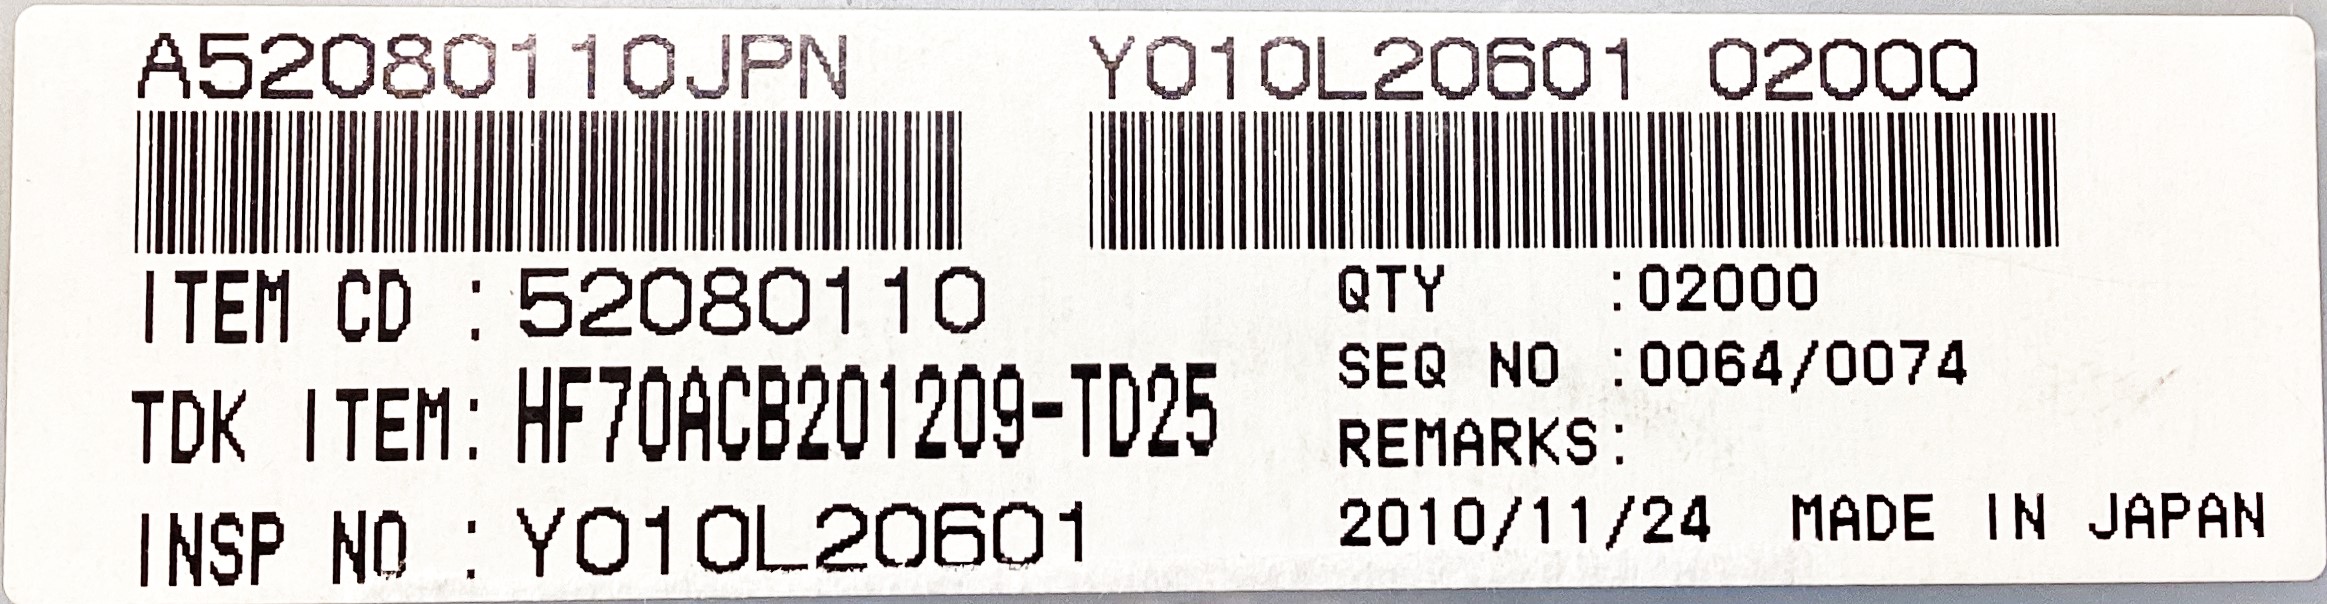 A52080110JPN
Y010L20601 02000
ITEM CD : 52080110
QTY :02000
TDK ITEM: HF70ACB201209-TD25
SEQ NO :0064/0074
REMARKS:
INSP NO : Y010L20601
2010/11/24 MADE IN JAPAN